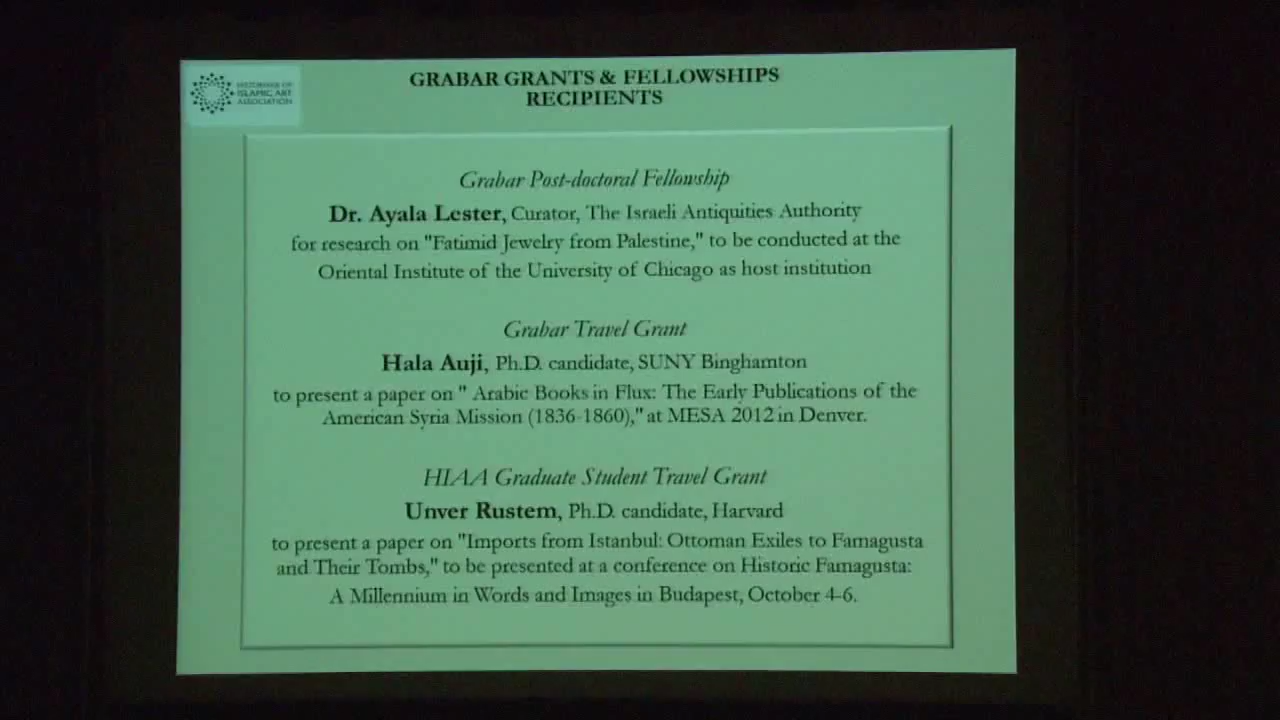 HISTORIANS OF
ISLAMIC ART
ASSOCIATION
GRABAR GRANTS & FELLOWSHIPS
RECIPIENTS
Grabar Post-doctoral Fellowship
Dr. Ayala Lester, Curator, The Israeli Antiquities Authority
for research on "Fatimid Jewelry from Palestine," to be conducted at the
Oriental Institute of the University of Chicago as host institution
Grabar Travel Grant
Hala Auji, Ph.D. candidate, SUNY Binghamton
to present a paper on " Arabic Books in Flux: The Early Publications of the
American Syria Mission (1836-1860)," at MESA 2012 in Denver.
HIAA Graduate Student Travel Grant
Unver Rustem, Ph.D. candidate, Harvard
to present a paper on "Imports from Istanbul: Ottoman Exiles to Famagusta
and Their Tombs," to be presented at a conference on Historic Famagusta:
A Millennium in Words and Images in Budapest, October 4-6.